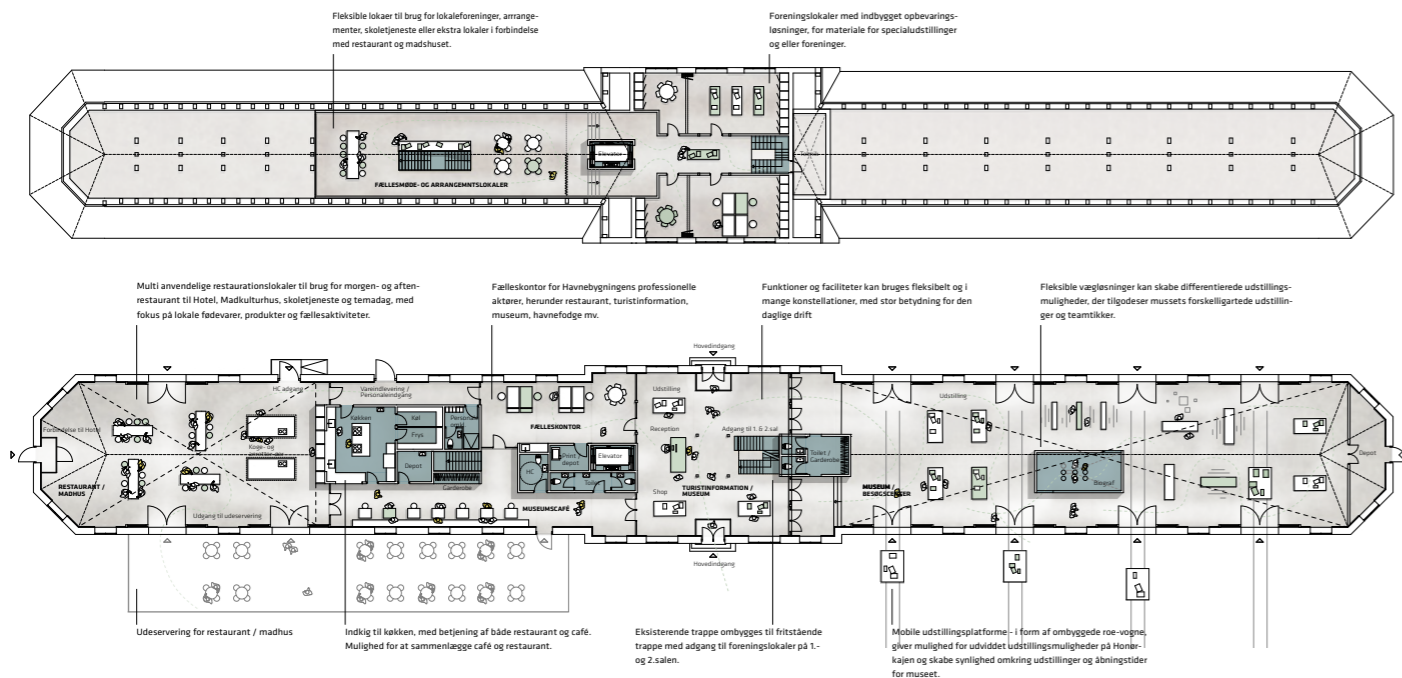 Fleksible lokaer til brug for lokaleforeninger, arrrange-
menter, skoletjeneste eller ekstra lokaler i forbindelse
med restaurant og madshuset.
Foreningslokaler med indbygget opbevarings-
løsninger, for materiale for specialudstillinger
og eller foreninger.
Elevator
FÆLLESMØDE- OG ARRANGEMNTSLOKALER
Multi anvendelige restaurationslokaler til brug for morgen- og aften-
restaurant til Hotel, Madkulturhus, skoletjeneste og temadag, med
fokus på lokale fødevarer, produkter og fællesaktiviteter.
Fælleskontor for Havnebygningens professionelle
aktører, herunder restaurant, turistinformation,
museum, havnefodge mv.
Funktioner og faciliteter kan bruges fleksibelt og i
mange konstellationer, med stor betydning for den
daglige drift
Fleksible vægløsninger kan skabe differentierede udstillings-
muligheder, der tilgodeser mussets forskelligartede udstillin-
ger og teamtikker.
Hovedindgang
HC adgang
Vareindlevering /
Personaleindgang
Udstilling
Udstilling
Køkken
Køl
Frys
Forbindelse til Hotel
FÆLLESKONTOR
Reception
Adgang til 1. & 2.sal
Toilet /
Garderobe
Depot
Print /
depot
Elevator
HC
Depot
Biograf
RESTAURANT /
MADHUS
Garderobe
Toilet
TURISTINFORMATION /
MUSEUM
MUSEUM /
BESØGSCENTER
Shop
MUSEUMSCAFÉ
Udgang til udeservering
Hovedindgang
Udeservering for restaurant / madhus
Indkig til køkken, med betjening af både restaurant og café.
Mulighed for at sammenlægge café og restaurant.
Eksisterende trappe ombygges til fritstående
trappe med adgang til foreningslokaler på 1.-
og 2.salen.
Mobile udstillingsplatforme - i form af ombyggede roe-vogne,
giver mulighed for udviddet udstillingsmuligheder på Honør-
kajen og skabe synlighed omkring udstillinger og åbningstider
for museet.